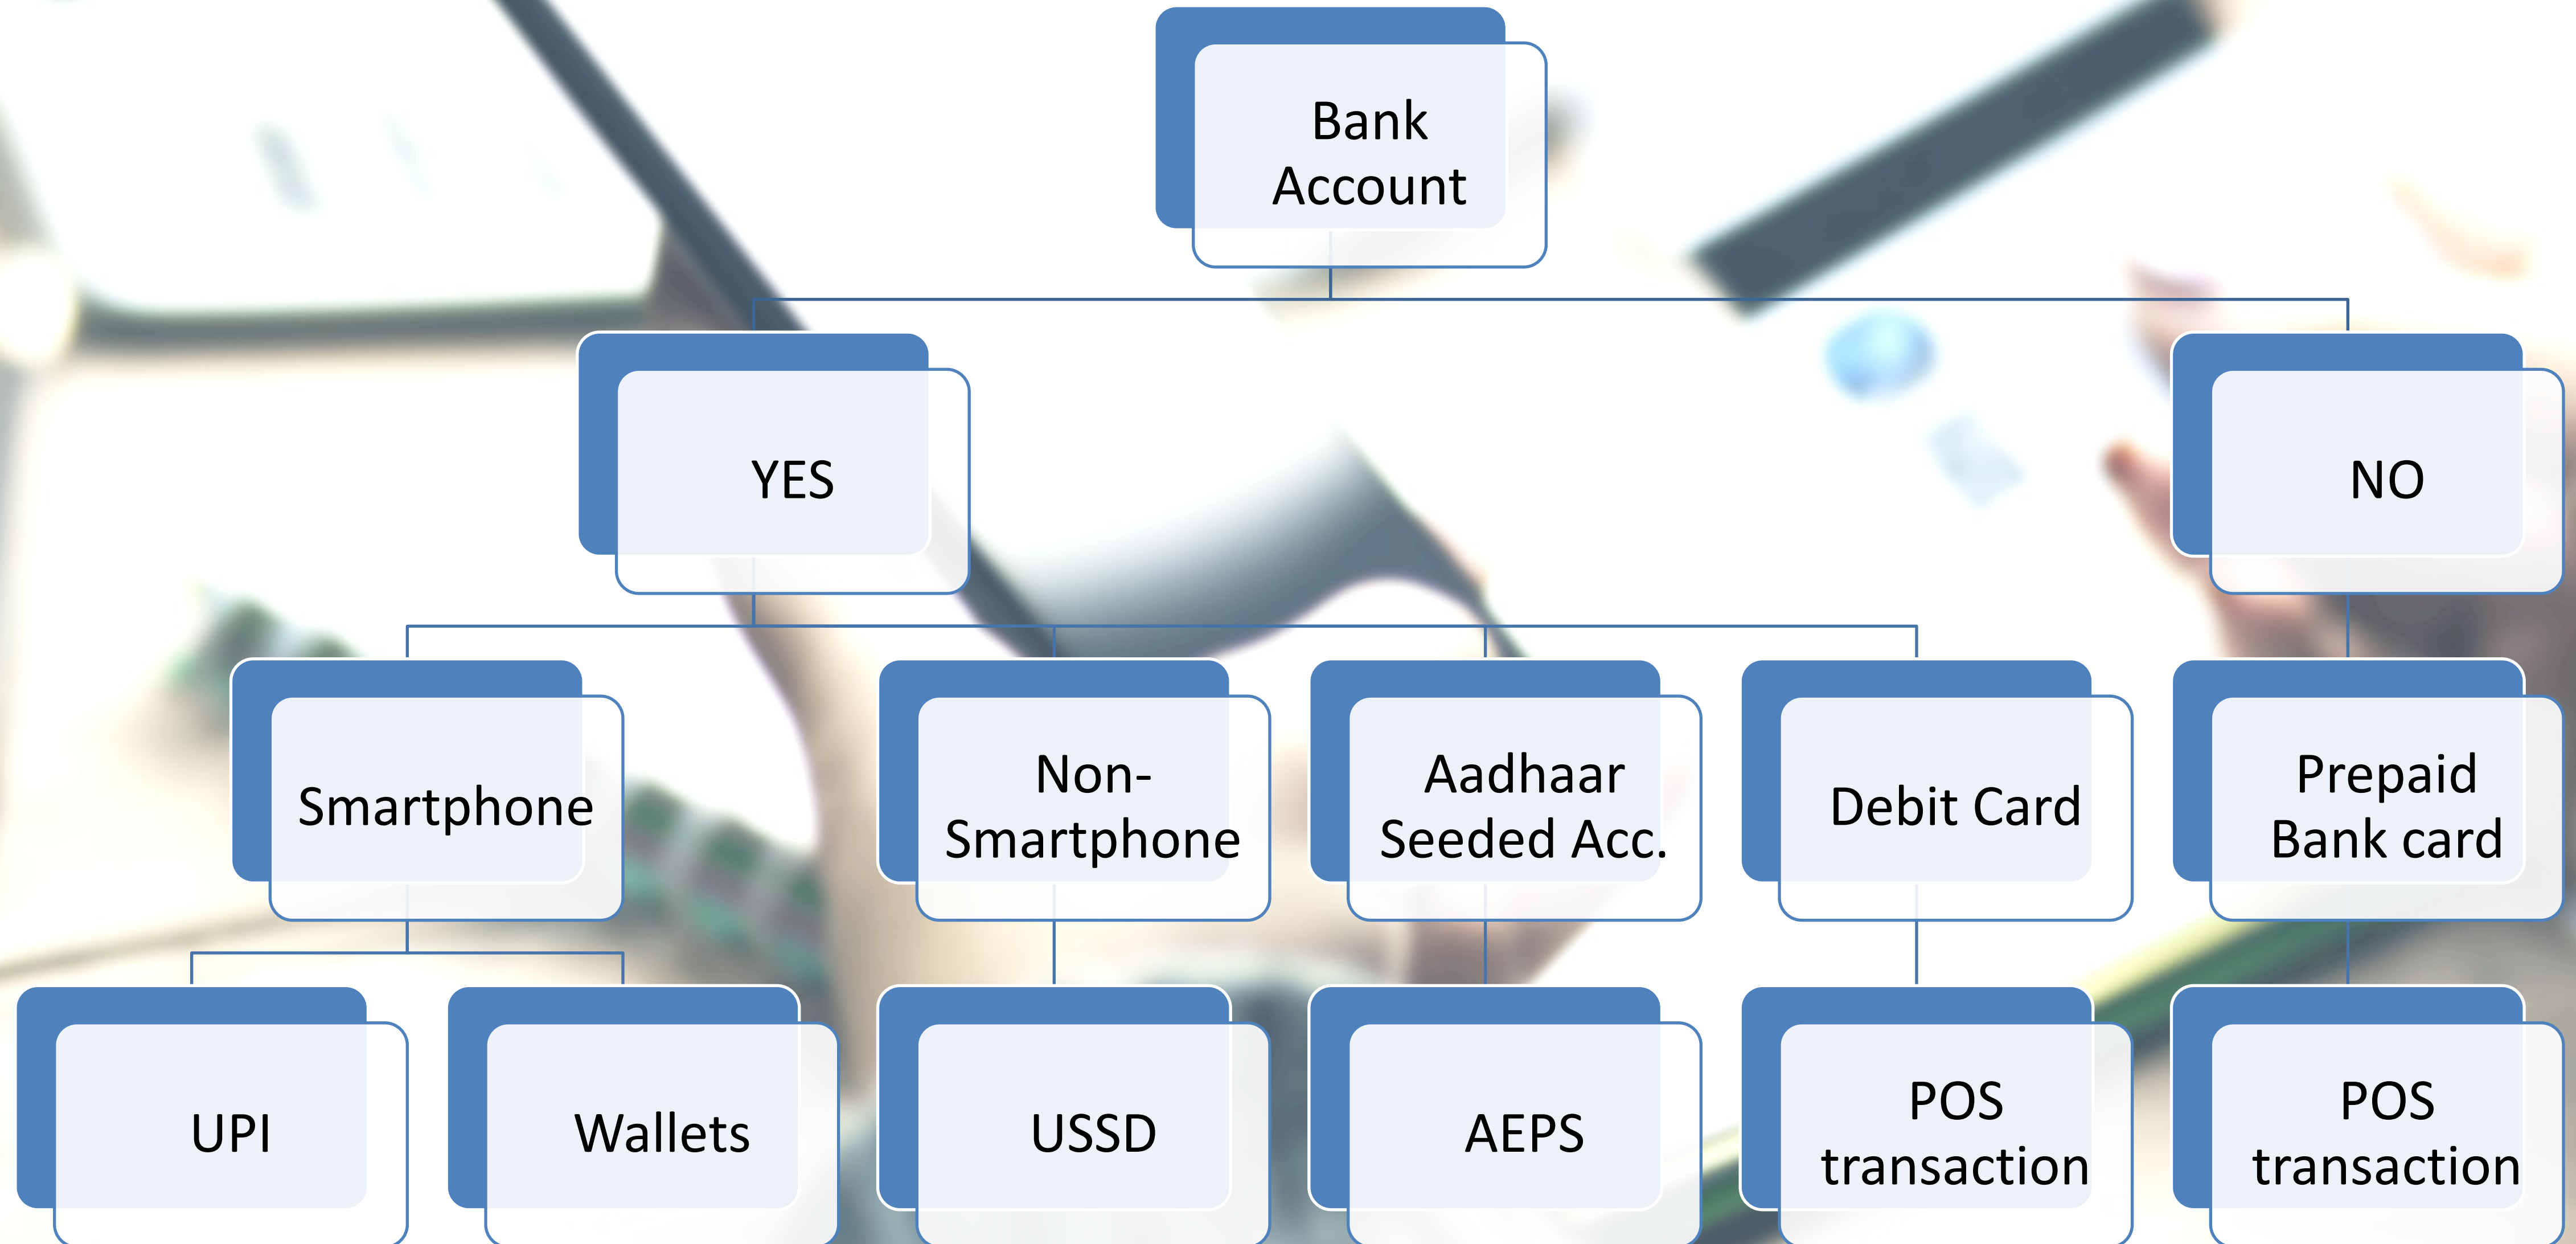 Bank
Account
YES
NO
Smartphone
Non-
Smartphone
Aadhaar
Seeded Acc.
Debit Card
Prepaid
Bank card
UPI
Wallets
USSD
AEPS
POS
transaction
POS
transaction